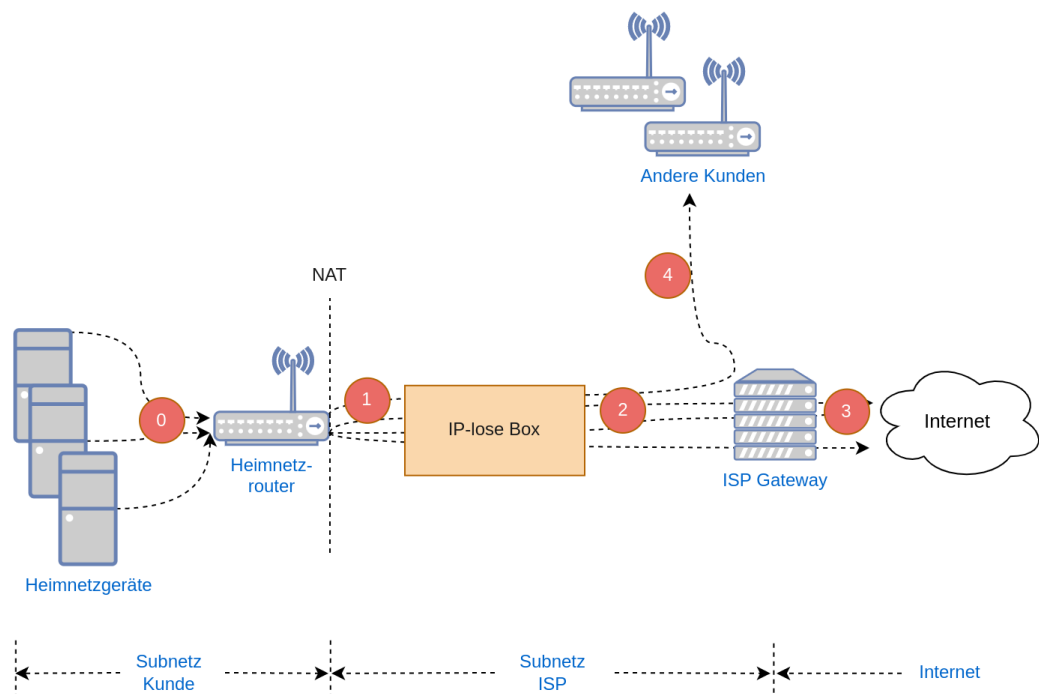 Andere Kunden
4
NAT
0
1
2
3
IP-lose Box
Internet
Heimnetz-
router
ISP Gateway
Heimnetzgeräte
Subnetz
Kunde
Subnetz
ISP
Internet